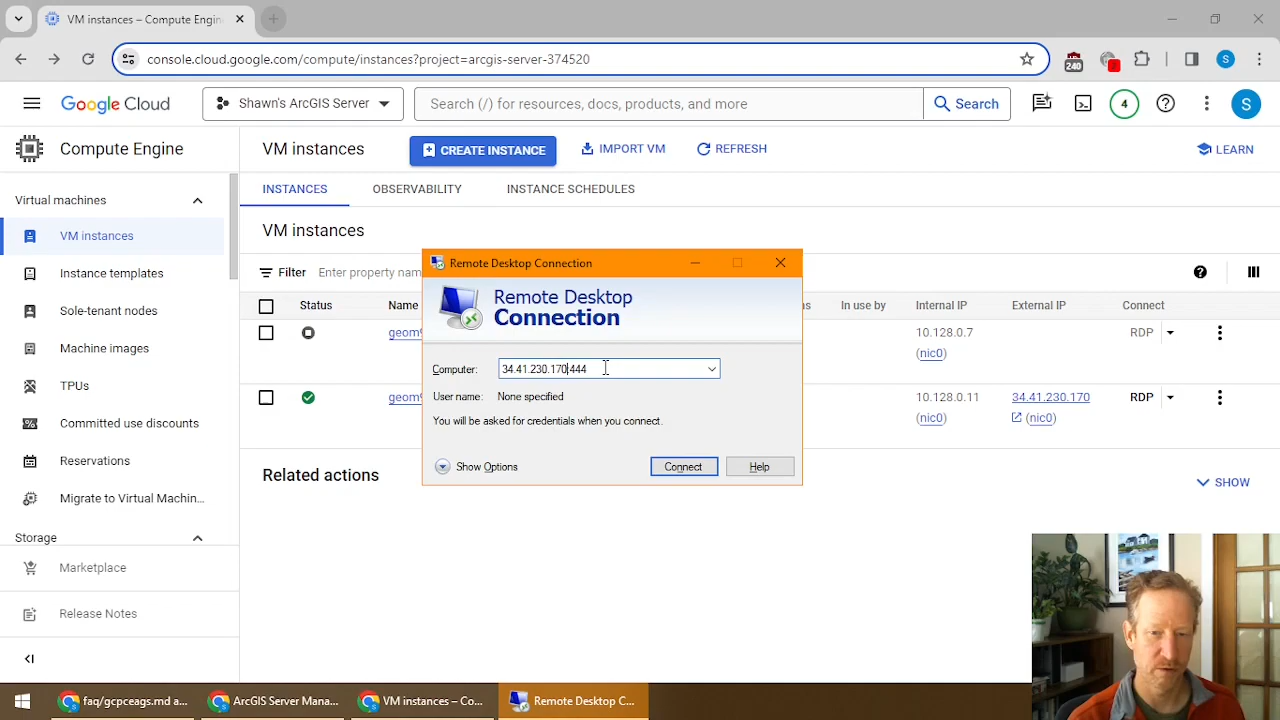 VM instances – Compute Engin
console.cloud.google.com/compute/instances?project=arcgis-server-374520
240
2
S
Google Cloud
Shawn's ArcGIS Server
Search (/) for resources, docs, products, and more
Search
4
S
Compute Engine
VM instances
CREATE INSTANCE
IMPORT VM
REFRESH
LEARN
Virtual machines
INSTANCES
OBSERVABILITY
INSTANCE SCHEDULES
VM instances
VM instances
Filter
Enter property nam
Instance templates
Sole-tenant nodes
Machine images
TPUs
Committed use discounts
Reservations
Migrate to Virtual Machin...
Storage
Marketplace
Release Notes
Status
Name
In use by
Internal IP
External IP
Connect
10.128.0.7
(nic0)
RDP
10.128.0.11
(nic0)
34.41.230.170
(nic0)
RDP
Related actions
SHOW
Remote Desktop Connection
Remote Desktop
Connection
Computer:
User name:
None specified
You will be asked for credentials when you connect.
Show Options
Connect
Help
faq/gcpceags.md a...
ArcGIS Server Mana...
VM instances – Co...
Remote Desktop C...